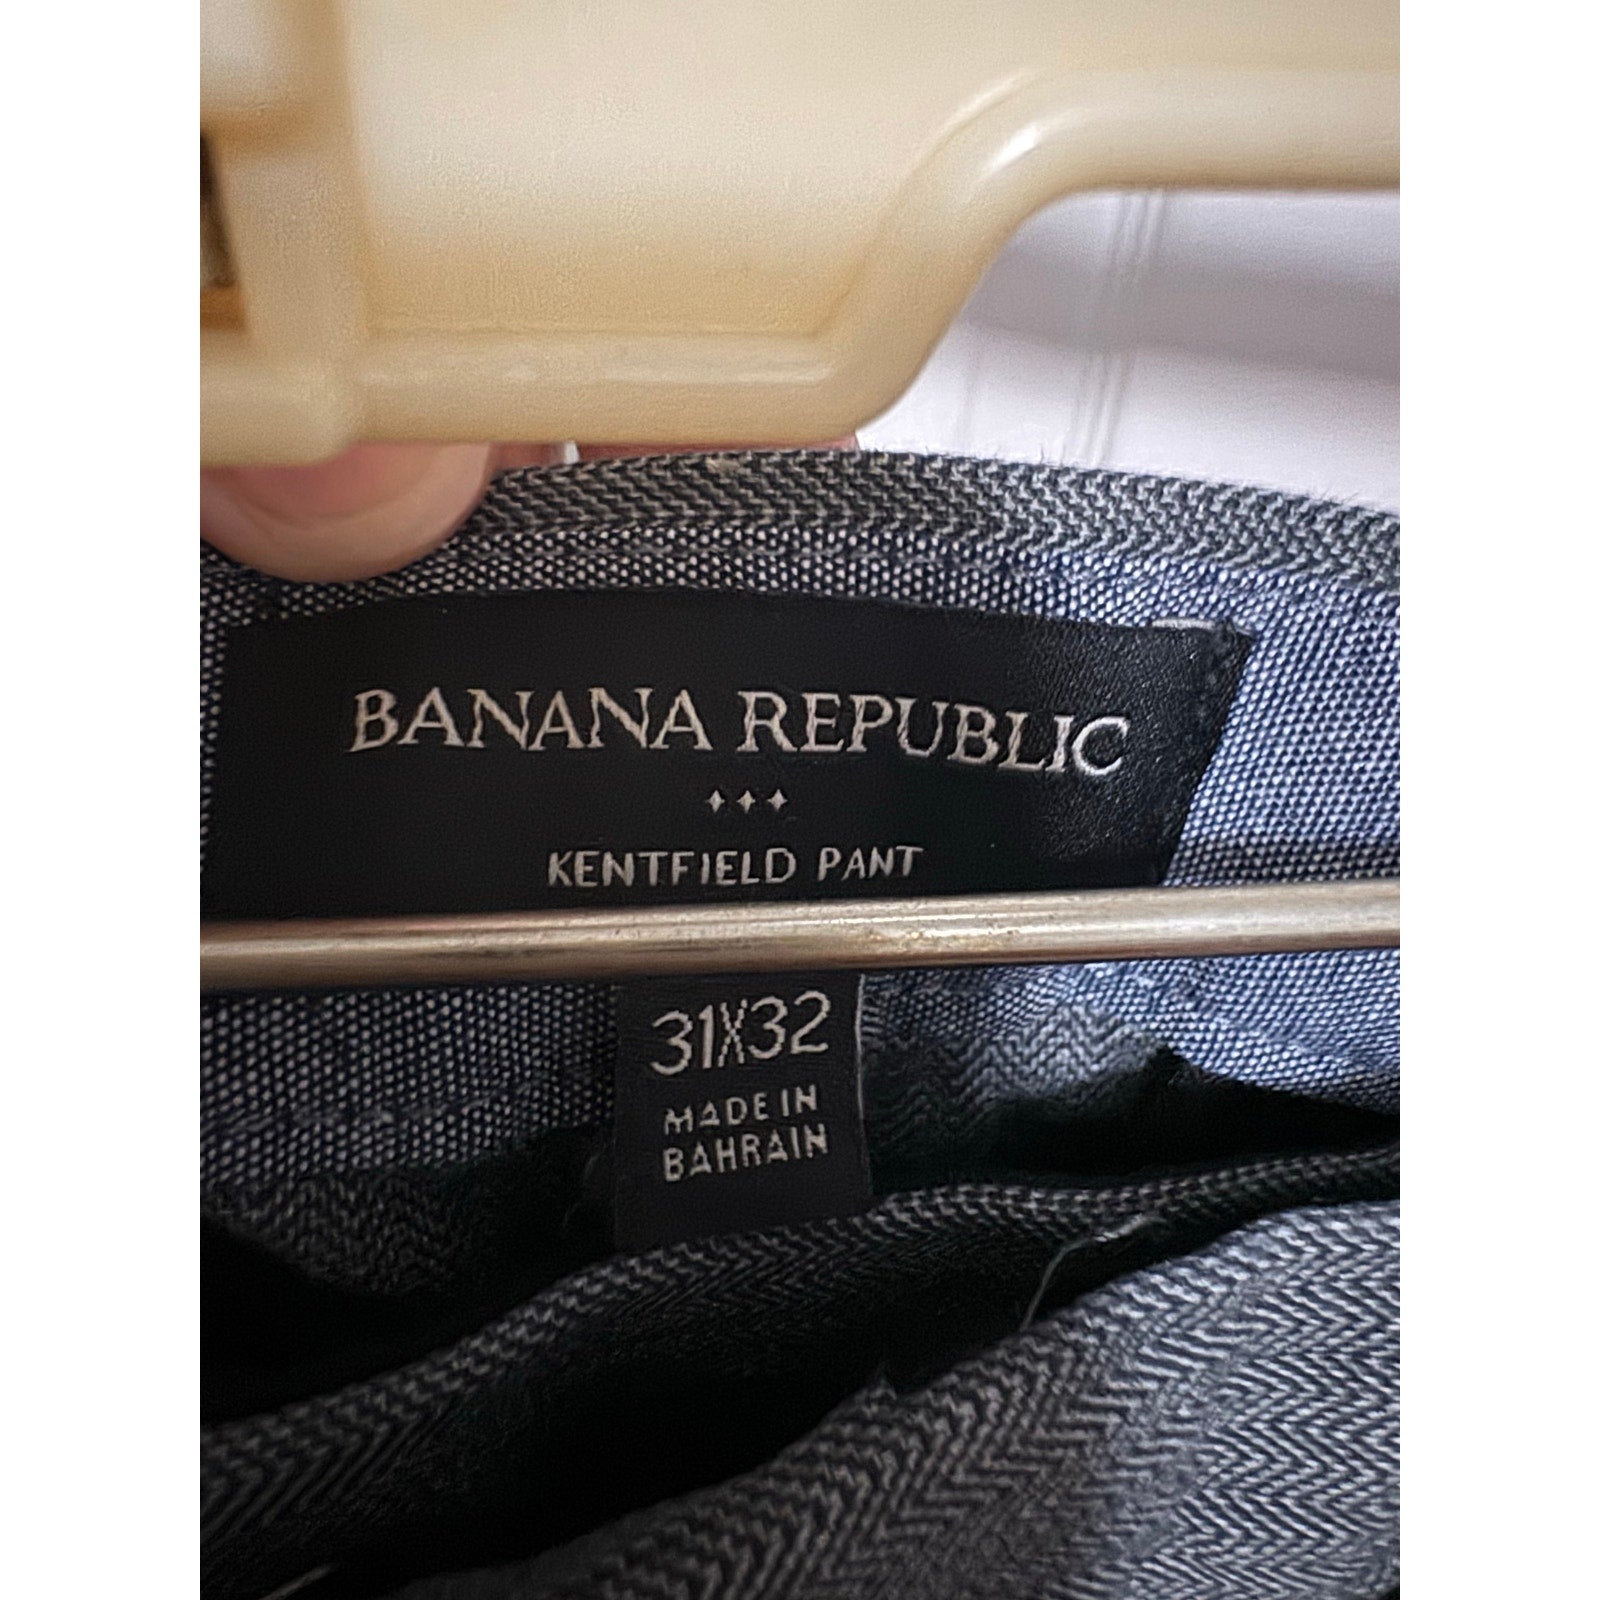 BANANA REPUBLIC
KENTFIELD PANT
31X32
MADE IN
BAHRAIN